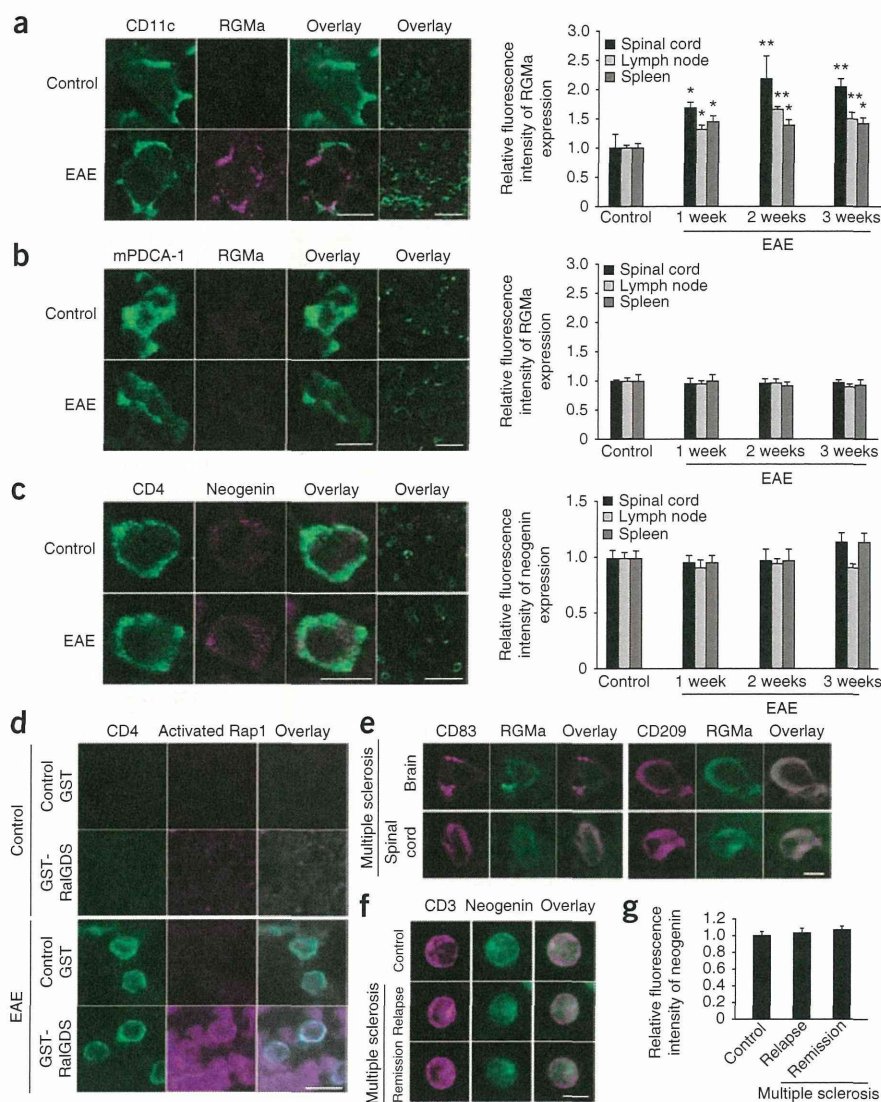 a
CD11c RGMa Overlay Overlay
Control
EAE
Relative fluorescence
intensity of RGMa
expression
3.0
2.5
2.0
1.5
1.0
0.5
0
Spinal cord
Lymph node
Spleen
* * * ** ** * ** ** *
Control 1 week 2 weeks 3 weeks
EAE
b
mPDCA-1 RGMa Overlay Overlay
Control
EAE
Relative fluorescence
intensity of RGMa
expression
3.0
2.5
2.0
1.5
1.0
0.5
0
Spinal cord
Lymph node
Spleen
Control 1 week 2 weeks 3 weeks
EAE
c
CD4 Neogenin Overlay Overlay
Control
EAE
Relative fluorescence
intensity of neogenin
expression
1.5
1.0
0.5
0
Spinal cord
Lymph node
Spleen
Control 1 week 2 weeks 3 weeks
EAE
d
CD4 Activated Rap1 Overlay
Control
Control
GST
GST-
RalGDS
EAE
Control
GST
GST-
RalGDS
e
CD83 RGMa Overlay CD209 RGMa Overlay
Multiple sclerosis
Brain
Spinal
cord
f
CD3 Neogenin Overlay
Control
Multiple sclerosis
Relapse
Remission
g
Relative fluorescence
intensity of neogenin
1.2
1.0
0.8
0.6
0.4
0.2
0
Control
Relapse
Remission
Multiple sclerosis